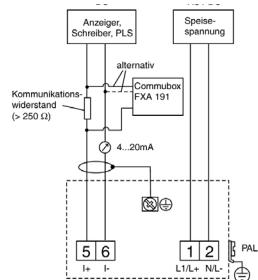 Anzeiger,
Schreiber, PLS
Speise-
spannung
alternativ
Commubox
FXA 191
Kommunikations-
widerstand
(> 250 Ω)
4...20mA
5 6
1 2
I+ I-
L1/L+ N/L-
PAL